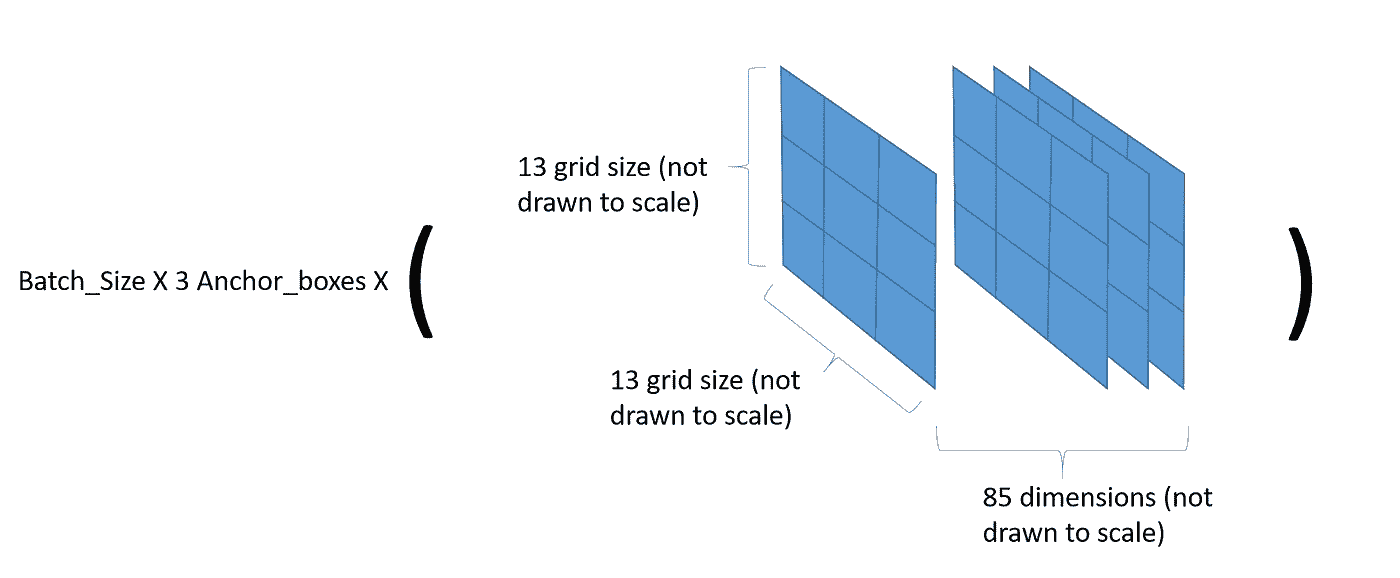 13 grid size (not
drawn to scale)
Batch_Size X 3 Anchor_boxes X ( )
13 grid size (not
drawn to scale)
85 dimensions (not
drawn to scale)